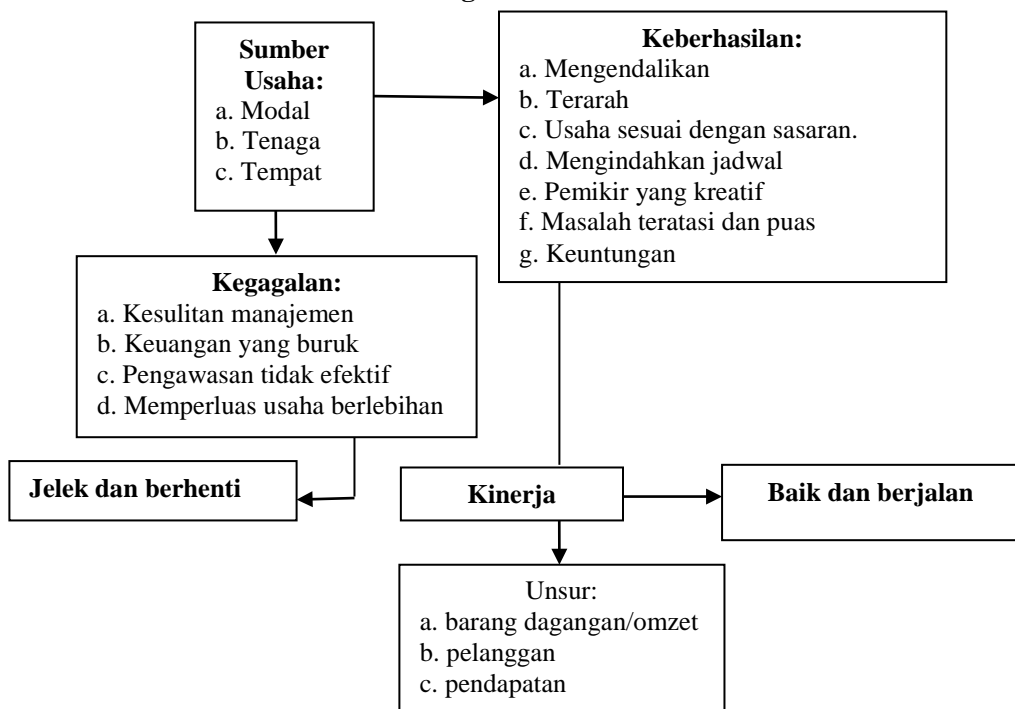 Sumber
Usaha:
a. Modal
b. Tenaga
c. Tempat
Keberhasilan:
a. Mengendalikan
b. Terarah
c. Usaha sesuai dengan sasaran.
d. Mengindahkan jadwal
e. Pemikir yang kreatif
f. Masalah teratasi dan puas
g. Keuntungan
Kegagalan:
a. Kesulitan manajemen
b. Keuangan yang buruk
c. Pengawasan tidak efektif
d. Memperluas usaha berlebihan
Jelek dan berhenti
Kinerja
Baik dan berjalan
Unsur:
a. barang dagangan/omzet
b. pelanggan
c. pendapatan